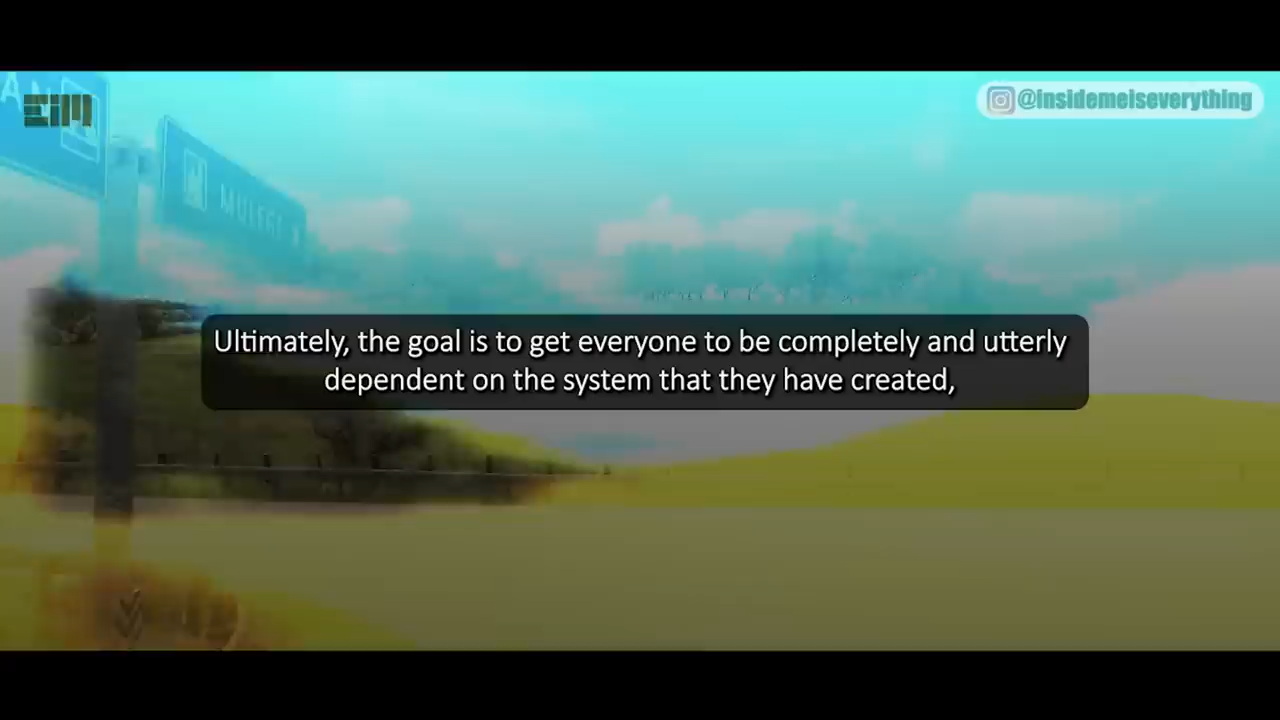 EiM
@insidemeiseverything
Ultimately, the goal is to get everyone to be completely and utterly
dependent on the system that they have created,